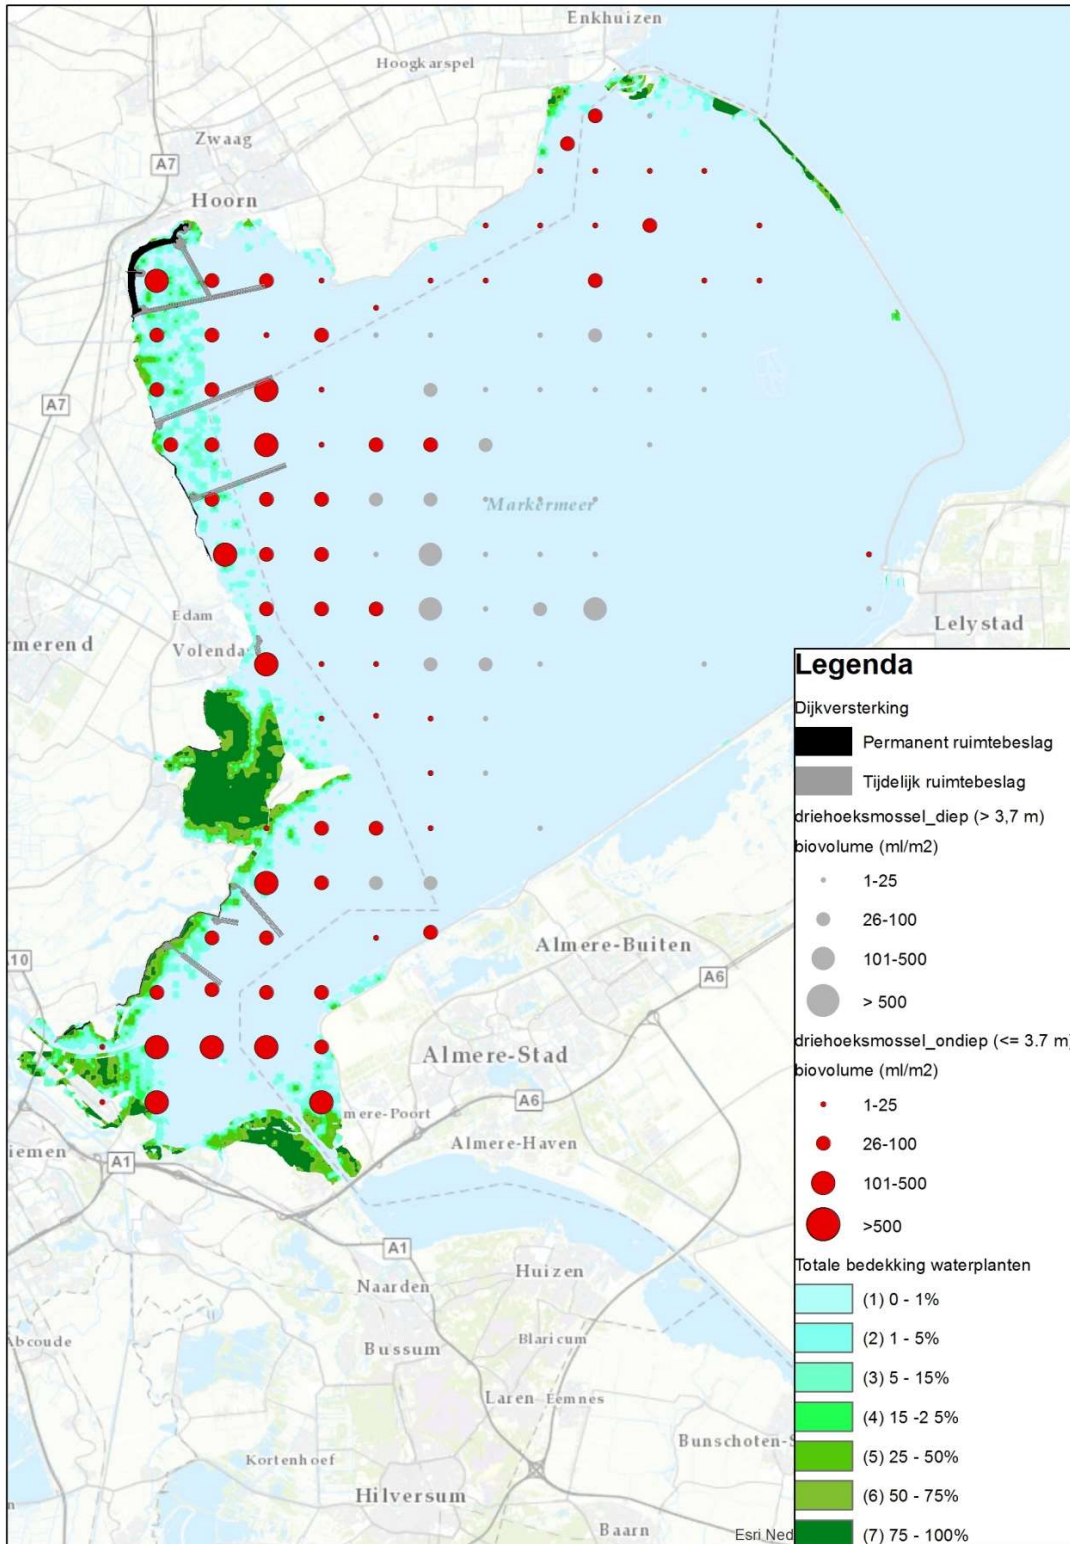 Enkhuizen
Hoogkarspel
Zwaag
A7
Hoorn
A7
Markermeer
Edam
Lelystad
rmerend
Volenda
Legenda
Dijkversterking
Permanent ruimtebeslag
Tijdelijk ruimtebeslag
driehoeksmossel_diep (> 3,7 m)
biovolume (ml/m2)
1-25
26-100
101-500
> 500
driehoeksmossel_ondiep (<= 3.7 m)
biovolume (ml/m2)
1-25
26-100
101-500
>500
Totale bedekking waterplanten
(1) 0 - 1%
(2) 1 - 5%
(3) 5 - 15%
(4) 15 -2 5%
(5) 25 - 50%
(6) 50 - 75%
(7) 75 - 100%
Almere-Buiten
A10
A6
Almere-Stad
A6
mere-Poort
Almere-Haven
iemen
A1
A1
Huizen
Naarden
Abcoude
Blaricum
Bussum
Laren Eemnes
Bunschoten-S
Kortenhoef
Hilversum
n
Baarn
Esri Ned